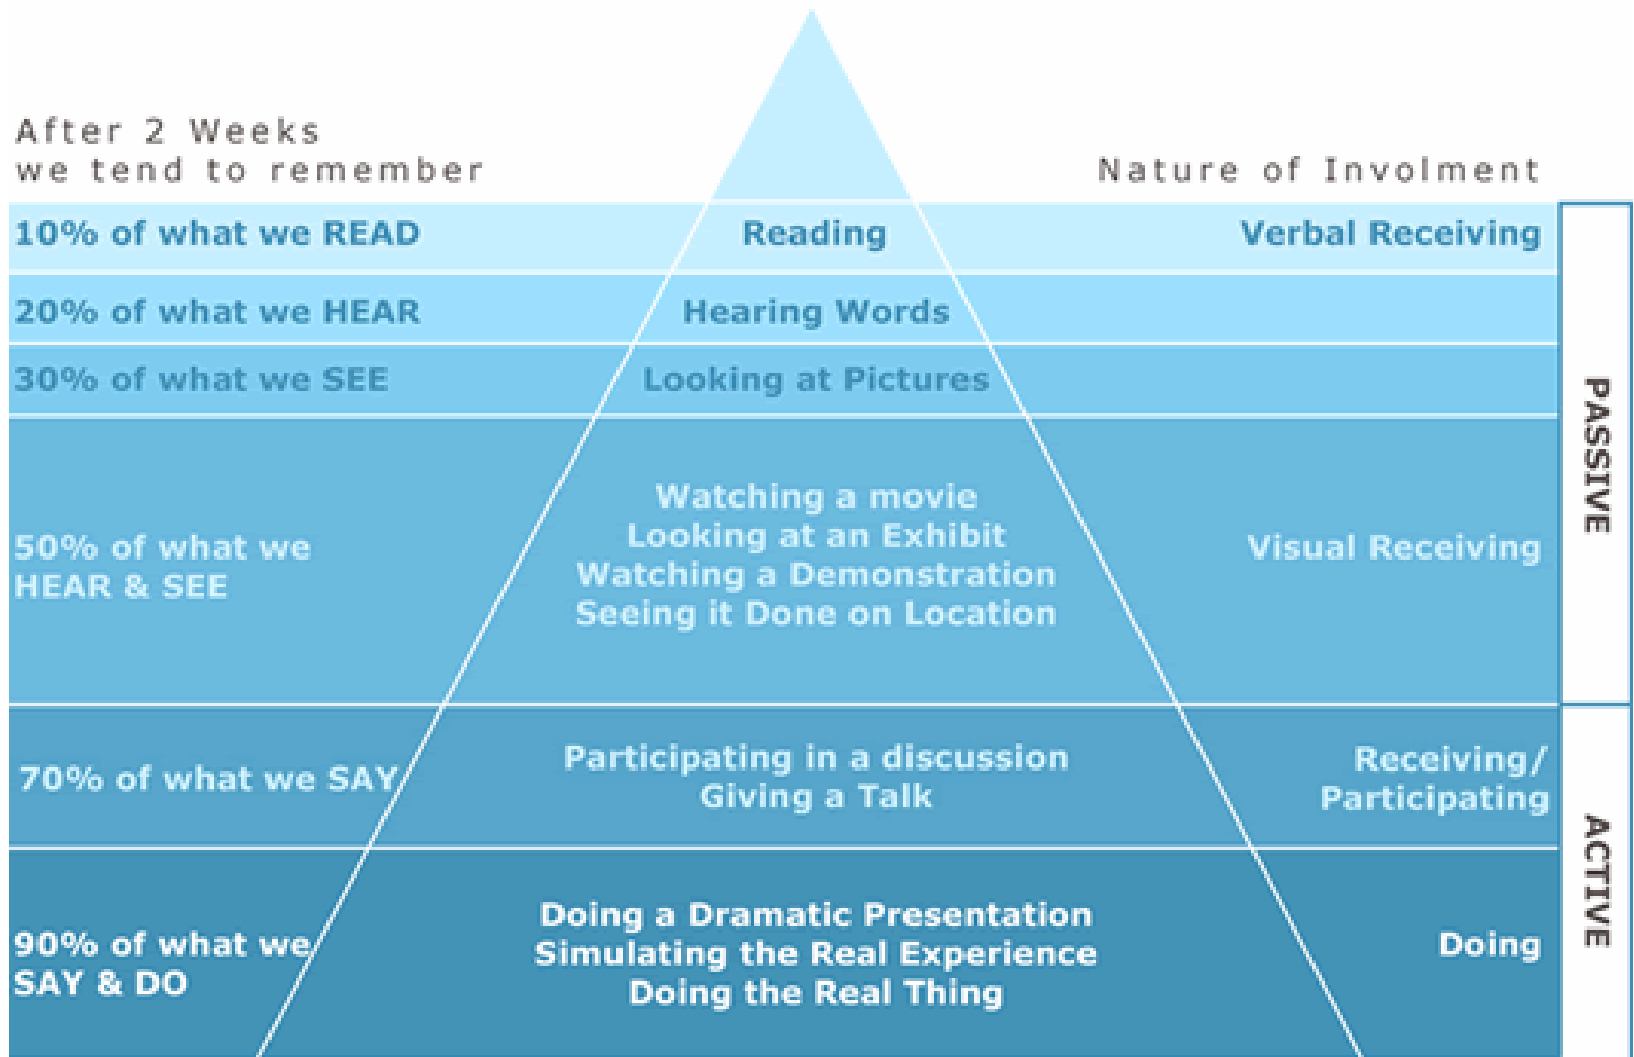 After 2 Weeks
we tend to remember
Nature of Involment
10% of what we READ
Reading
Verbal Receiving
20% of what we HEAR
Hearing Words
30% of what we SEE
Looking at Pictures
50% of what we
HEAR & SEE
Watching a movie
Looking at an Exhibit
Watching a Demonstration
Seeing it Done on Location
Visual Receiving
PASSIVE
70% of what we SAY
Participating in a discussion
Giving a Talk
Receiving/
Participating
90% of what we
SAY & DO
Doing a Dramatic Presentation
Simulating the Real Experience
Doing the Real Thing
Doing
ACTIVE